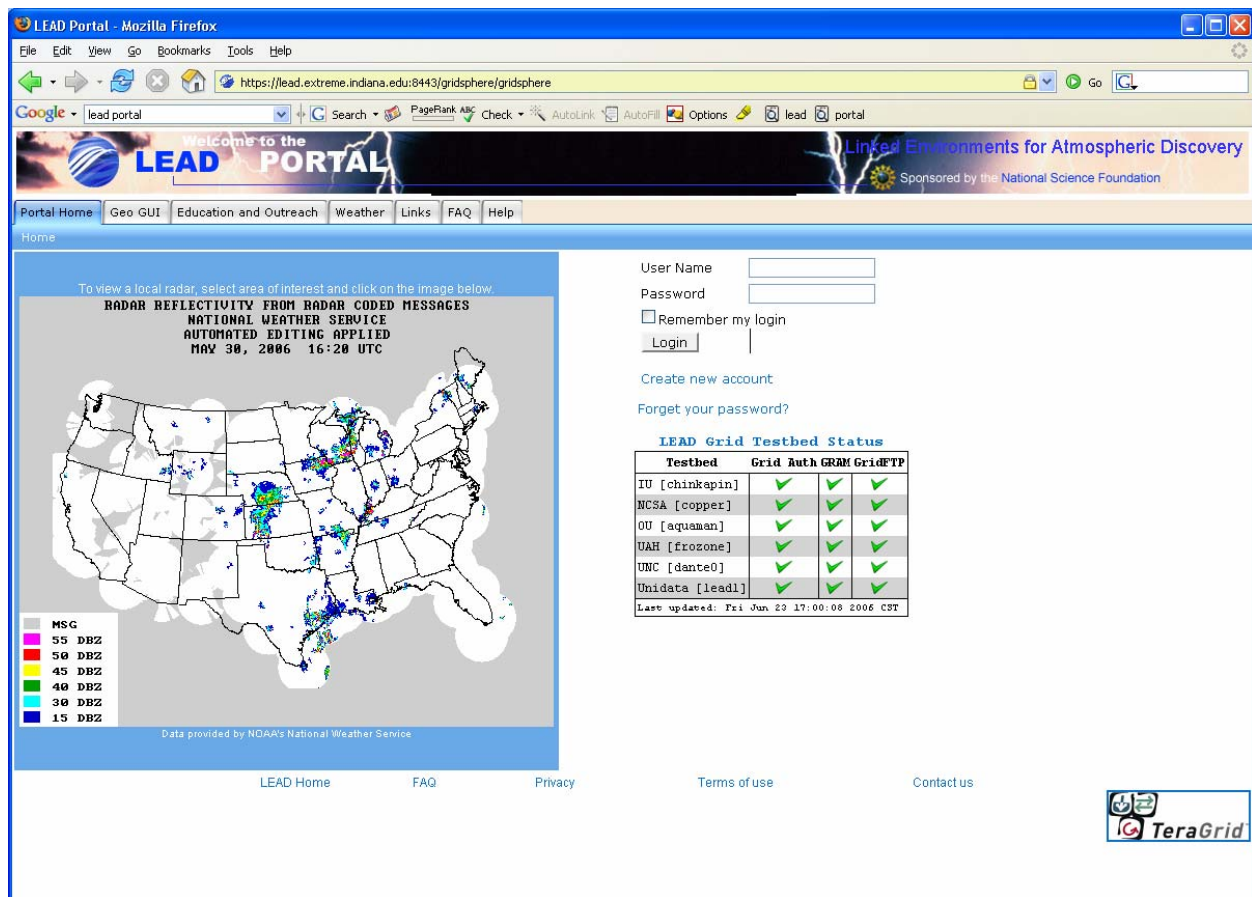 LEAD Portal - Mozilla Firefox
File Edit View Go Bookmarks Tools Help
https://lead.extreme.indiana.edu:8443/gridsphere/gridsphere
Go
Google
lead portal
Search
PageRank
Check
AutoLink
AutoFill
Options
lead
portal
Welcome to the
LEAD PORTAL
Linked Environments for Atmospheric Discovery
Sponsored by the National Science Foundation
Portal Home Geo GUI Education and Outreach Weather Links FAQ Help
Home
To view a local radar, select area of interest and click on the image below.
RADAR REFLECTIVITY FROM RADAR CODED MESSAGES
NATIONAL WEATHER SERVICE
AUTOMATED EDITING APPLIED
MAY 30, 2006 16:20 UTC
MSG
55 DBZ
50 DBZ
45 DBZ
40 DBZ
30 DBZ
15 DBZ
Data provided by NOAA's National Weather Service
User Name
Password
Remember my login
Login
Create new account
Forget your password?
LEAD Grid Testbed Status
Testbed Grid Auth GRAM GridFTP
IU [chinkapin]
NCSA [copper]
OU [aquaman]
UAH [frozone]
UNC [dante0]
Unidata [lead1]
Last updated: Fri Jun 23 17:00:08 2006 CST
LEAD Home FAQ Privacy Terms of use Contact us
TeraGrid